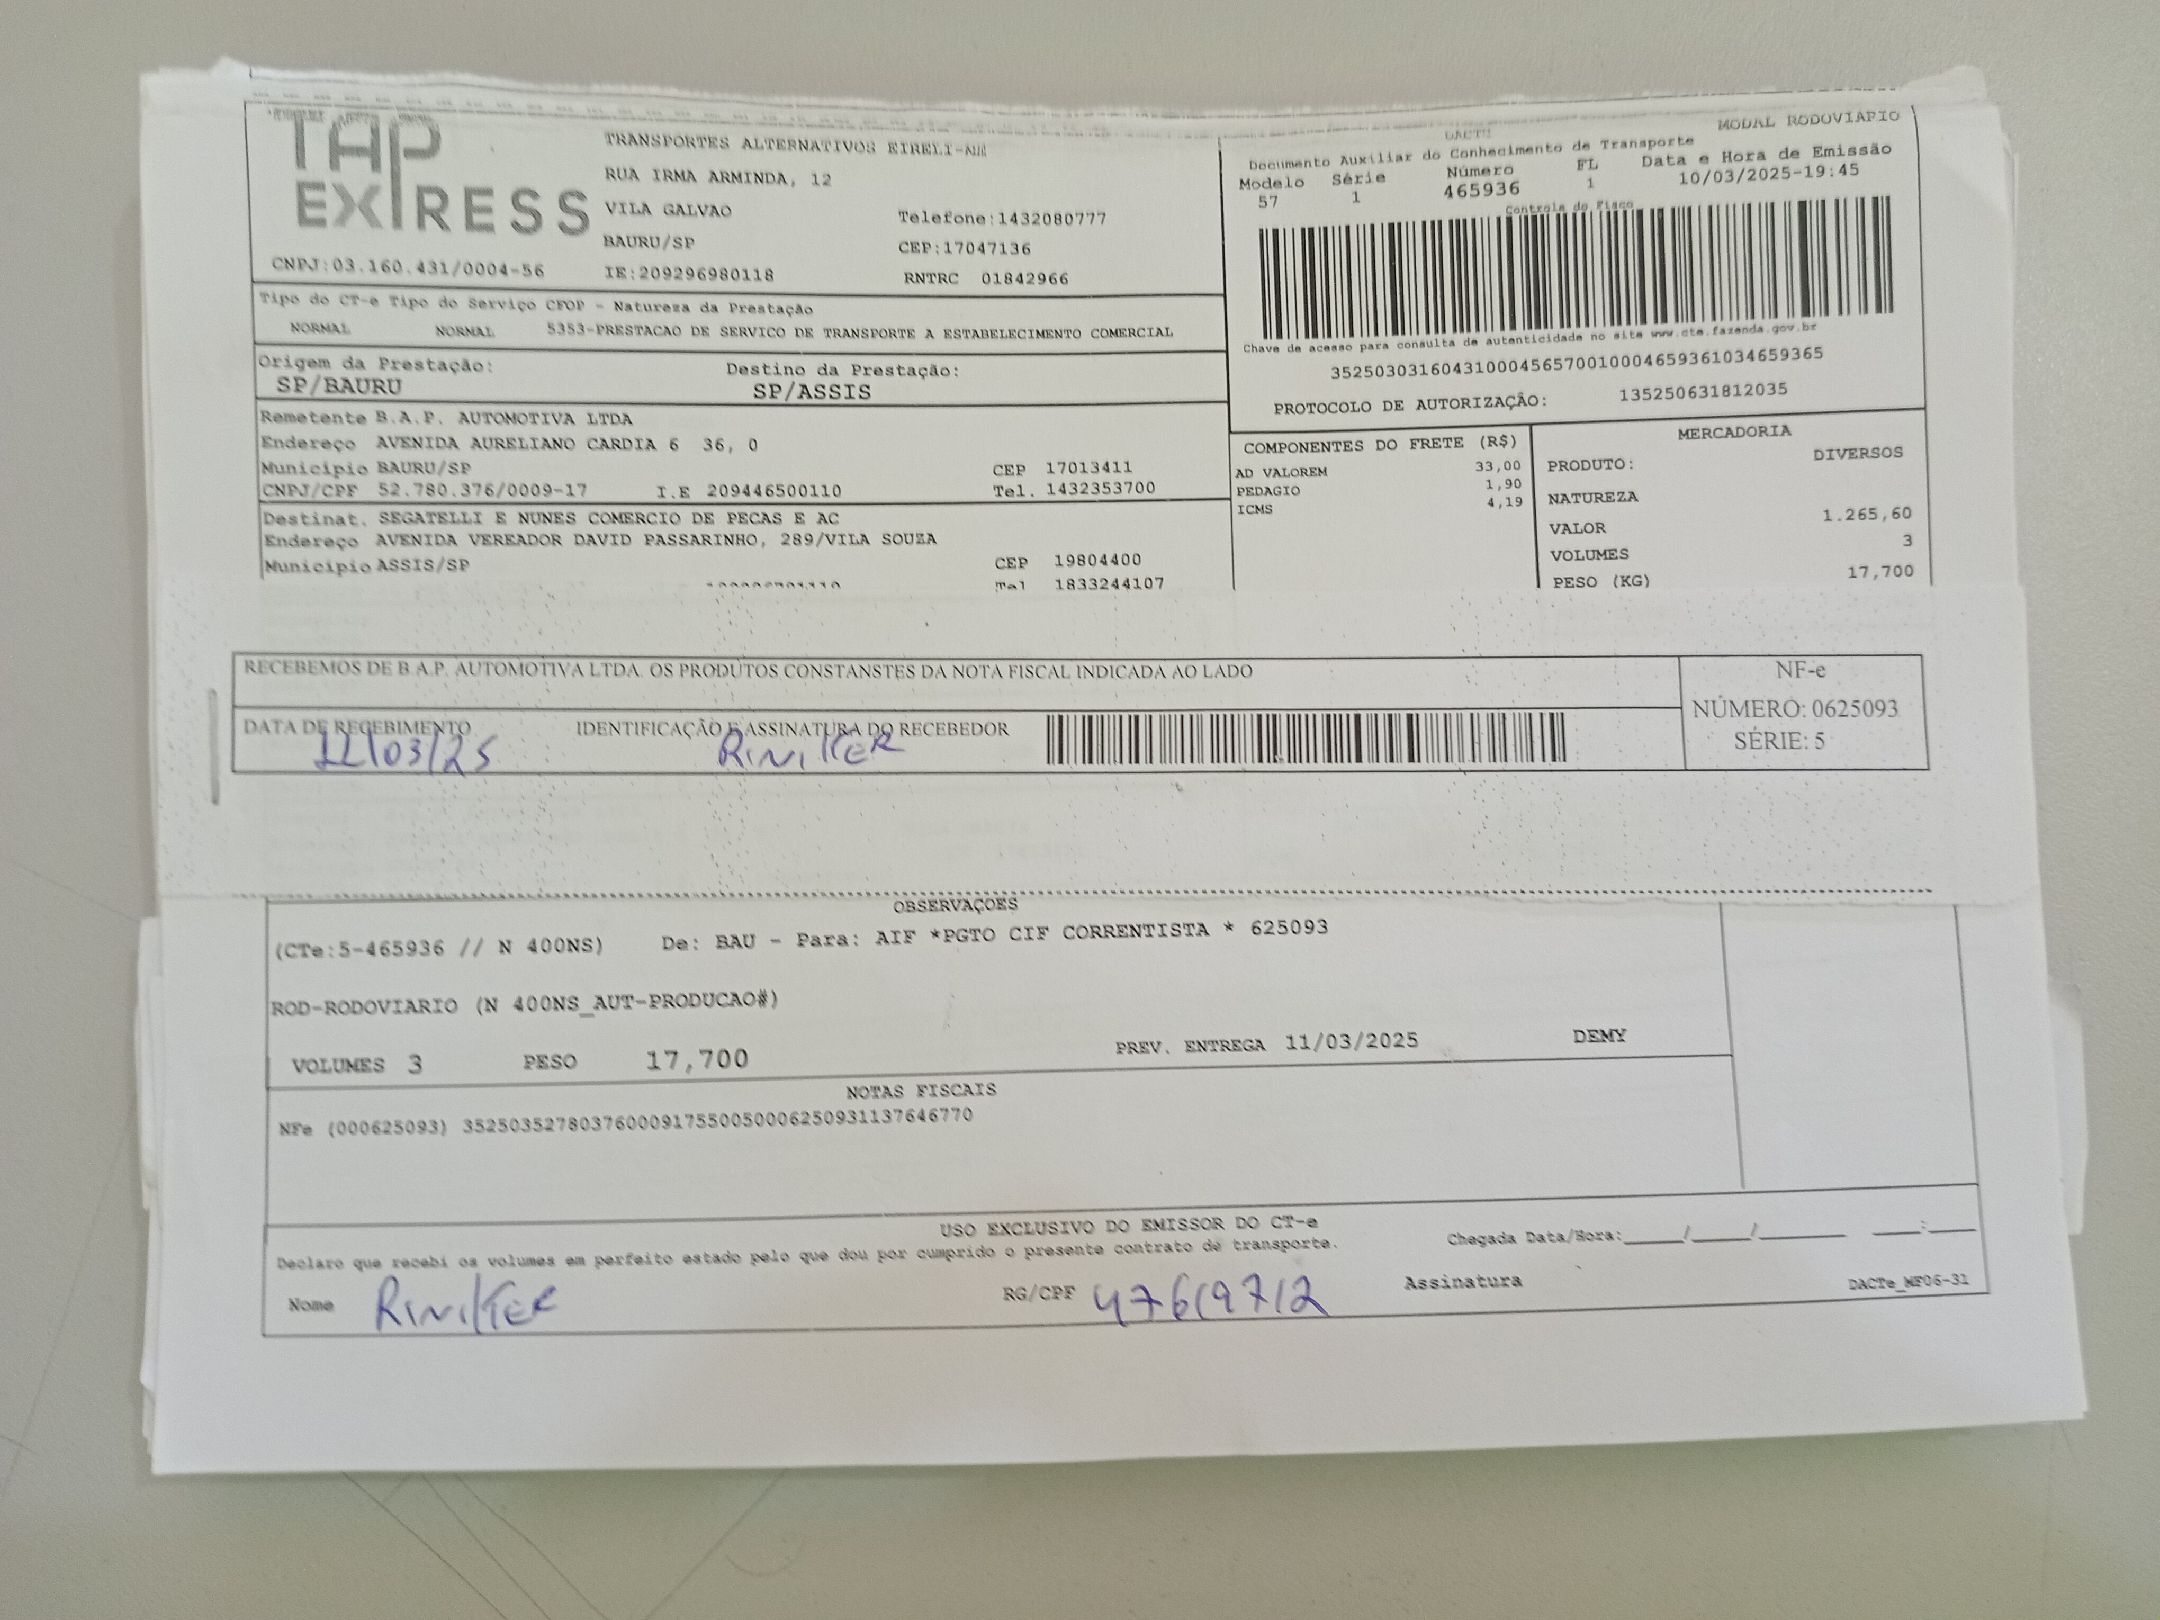 TAP
EXPRESS
CNPJ:03.160.431/0004-56
TRANSPORTES ALTERNATIVOS EIRELI-ME
RUA IRMA ARMINDA, 12
VILA GALVAO Telefone:1432080777
BAURU/SP CEP:17047136
IE:209296980118 RNTRC 01842966
MODAL RODOVIARIO
DACTE
Documento Auxiliar do Conhecimento de Transporte
Modelo Série Número FL Data e Hora de Emissão
57 1 465936 1 10/03/2025-19:45
Controle do Fisco
Chave de acesso para consulta de autenticidade no site www.cte.fazenda.gov.br
35250303160431000456570010004659361034659365
PROTOCOLO DE AUTORIZAÇÃO: 135250631812035
Tipo do CT-e Tipo do Serviço CFOP - Natureza da Prestação
NORMAL NORMAL 5353-PRESTACAO DE SERVICO DE TRANSPORTE A ESTABELECIMENTO COMERCIAL
Origem da Prestação: Destino da Prestação:
SP/BAURU SP/ASSIS
Remetente B.A.P. AUTOMOTIVA LTDA
Endereço AVENIDA AURELIANO CARDIA 6 36, 0
Município BAURU/SP CEP 17013411
CNPJ/CPF 52.780.376/0009-17 I.E 209446500110 Tel. 1432353700
Destinat. SEGATELLI E NUNES COMERCIO DE PECAS E AC
Endereço AVENIDA VEREADOR DAVID PASSARINHO, 289/VILA SOUZA
Município ASSIS/SP CEP 19804400
Tel 1833244107
COMPONENTES DO FRETE (R$)
AD VALOREM 33,00
PEDAGIO 1,90
ICMS 4,19
MERCADORIA
PRODUTO: DIVERSOS
NATUREZA
VALOR 1.265,60
VOLUMES 3
PESO (KG) 17,700
RECEBEMOS DE B.A.P. AUTOMOTIVA LTDA. OS PRODUTOS CONSTANSTES DA NOTA FISCAL INDICADA AO LADO
DATA DE RECEBIMENTO IDENTIFICAÇÃO E ASSINATURA DO RECEBEDOR
11/03/25 RINIKER
NF-e
NÚMERO: 0625093
SÉRIE: 5
OBSERVAÇOES
(CTe:5-465936 // N 400NS) De: BAU - Para: AIF *PGTO CIF CORRENTISTA * 625093
ROD-RODOVIARIO (N 400NS_AUT-PRODUCAO#)
VOLUMES 3 PESO 17,700 PREV. ENTREGA 11/03/2025 DEMY
NOTAS FISCAIS
NFe (000625093) 35250352780376000917550050006250931137646770
USO EXCLUSIVO DO EMISSOR DO CT-e
Declaro que recebi os volumes em perfeito estado pelo que dou por cumprido o presente contrato de transporte.
Chegada Data/Hora:_____/_____/_______ ____:____
Nome RINIKER RG/CPF 47619712 Assinatura DACTe_MF06-31